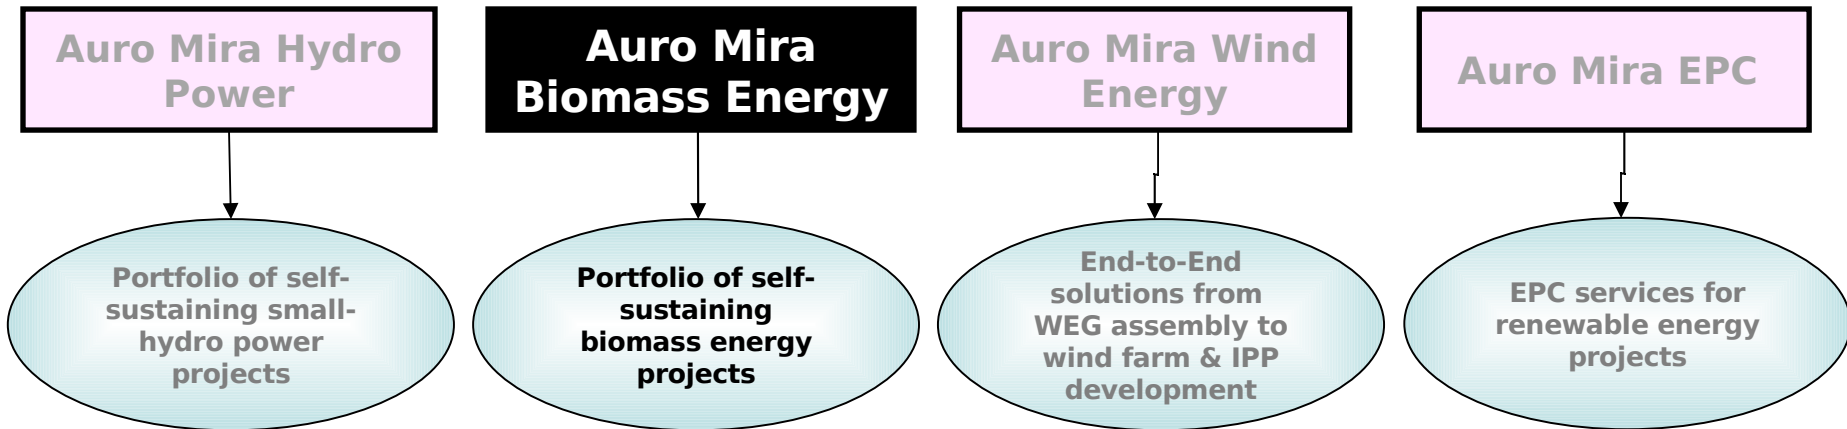 Auro Mira Hydro
Power
Auro Mira
Biomass Energy
Auro Mira Wind
Energy
Auro Mira EPC
Portfolio of self-
sustaining small-
hydro power
projects
Portfolio of self-
sustaining
biomass energy
projects
End-to-End
solutions from
WEG assembly to
wind farm & IPP
development
EPC services for
renewable energy
projects